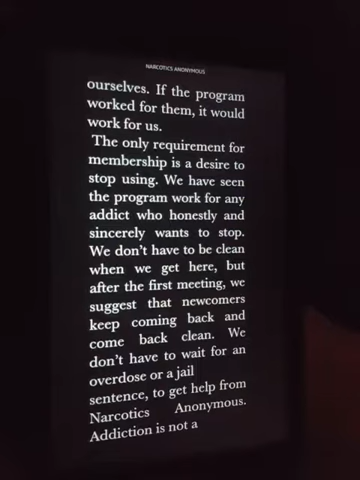 NARCOTICS ANONYMOUS
ourselves. If the program
worked for them, it would
work for us.
The only requirement for
membership is a desire to
stop using. We have seen
the program work for any
addict who honestly and
sincerely wants to stop.
We don't have to be clean
when we get here, but
after the first meeting, we
suggest that newcomers
keep coming back and
come back clean. We
don't have to wait for an
overdose or a jail
sentence, to get help from
Narcotics Anonymous.
Addiction is not a